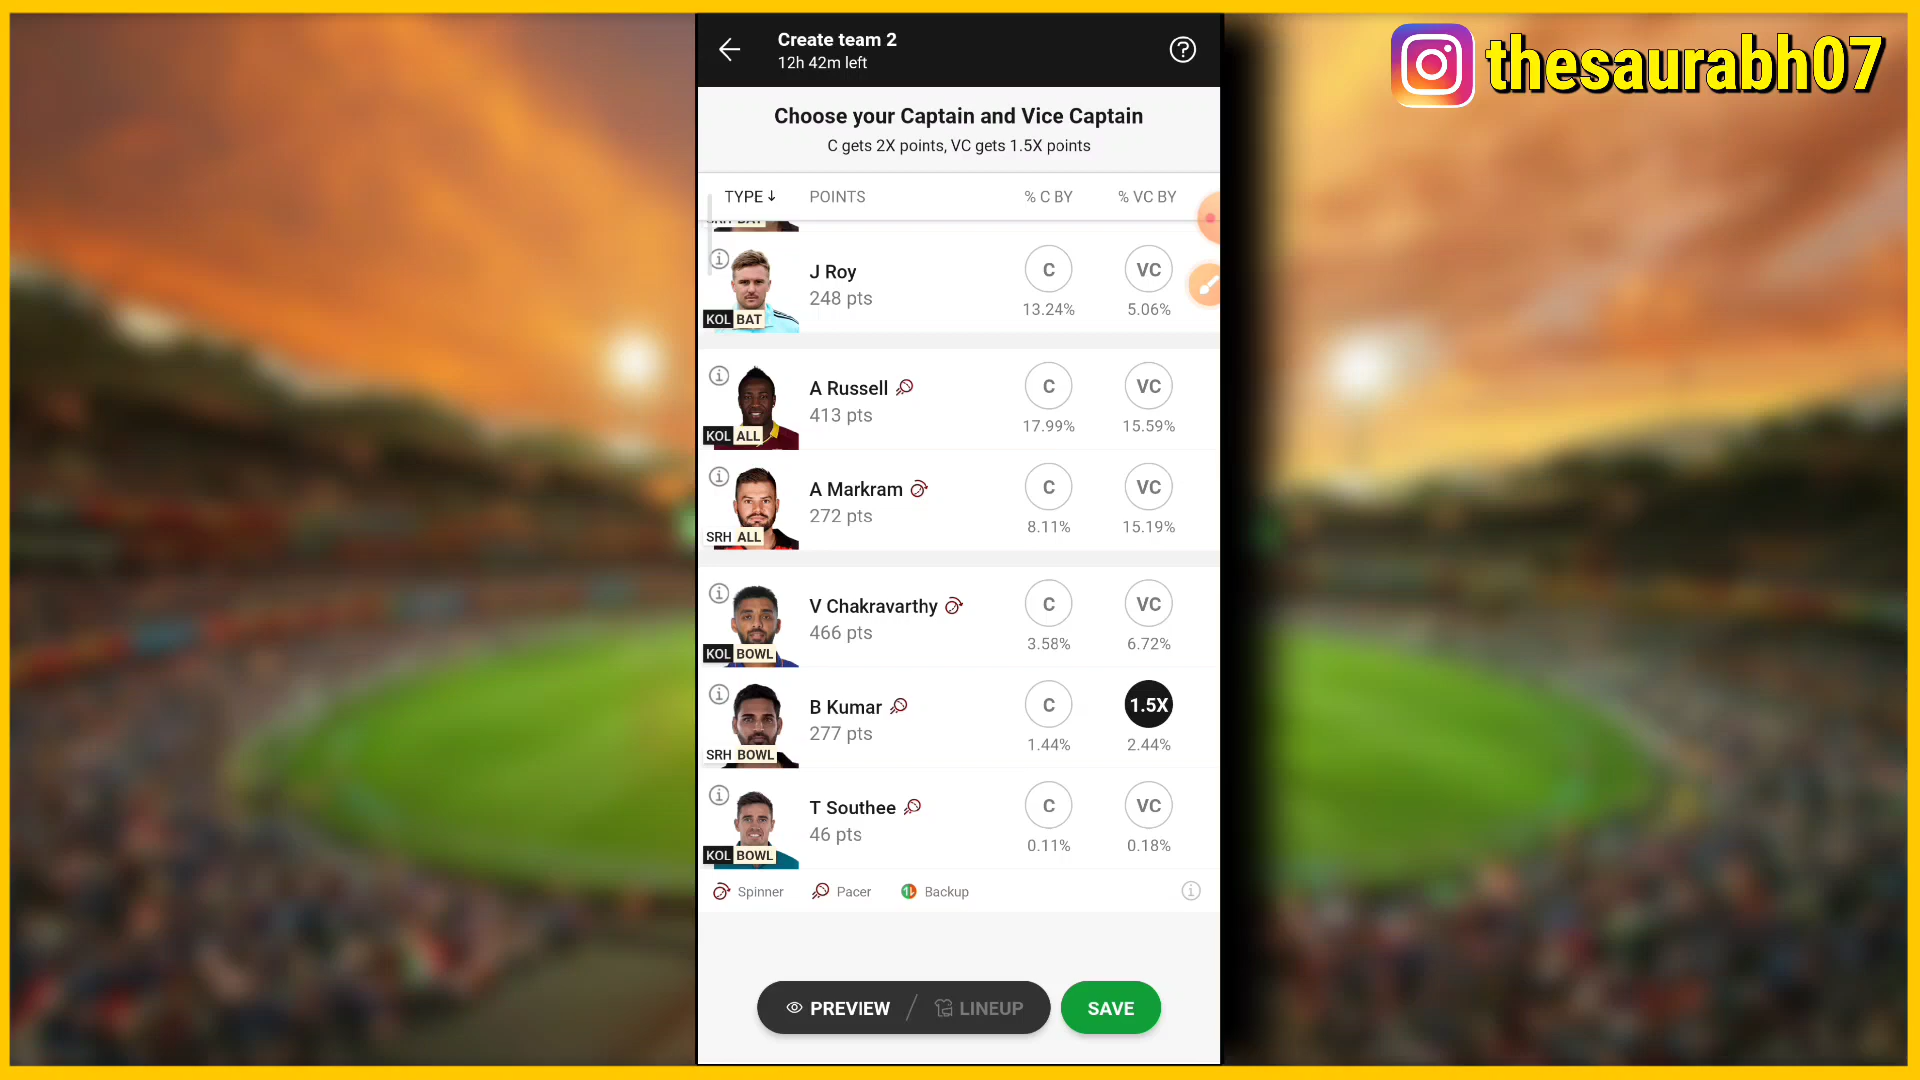 thesaurabh07
Create team 2
12h 42m left
Choose your Captain and Vice Captain
C gets 2X points, VC gets 1.5X points
TYPE ↓ POINTS % C BY % VC BY
J Roy C VC
248 pts 13.24% 5.06%
KOL BAT
A Russell C VC
413 pts 17.99% 15.59%
KOL ALL
A Markram C VC
272 pts 8.11% 15.19%
SRH ALL
V Chakravarthy C VC
466 pts 3.58% 6.72%
KOL BOWL
B Kumar C 1.5X
277 pts 1.44% 2.44%
SRH BOWL
T Southee C VC
46 pts 0.11% 0.18%
KOL BOWL
Spinner Pacer Backup
PREVIEW / LINEUP SAVE